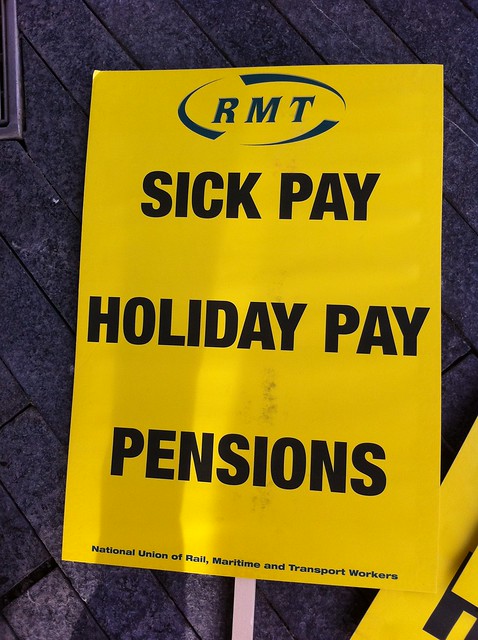 RMT
SICK PAY
HOLIDAY PAY
PENSIONS
National Union of Rail, Maritime and Transport Workers